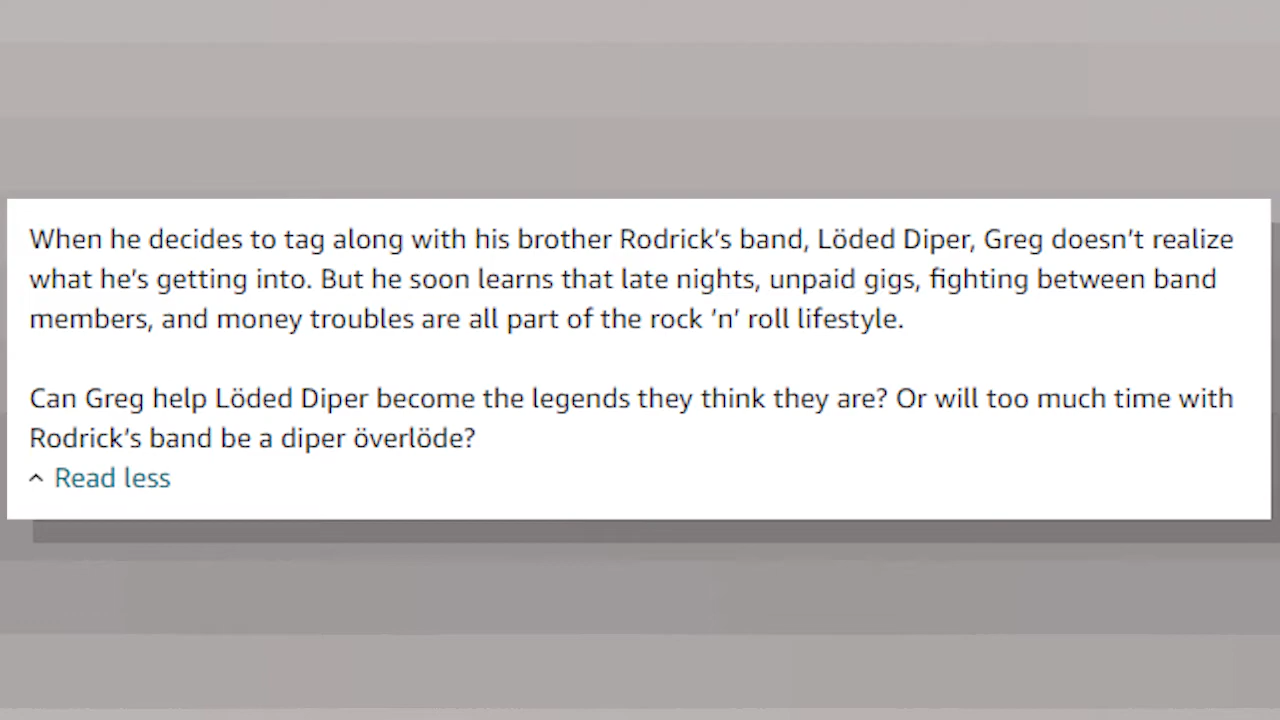 When he decides to tag along with his brother Rodrick’s band, Löded Diper, Greg doesn’t realize
what he’s getting into. But he soon learns that late nights, unpaid gigs, fighting between band
members, and money troubles are all part of the rock ’n’ roll lifestyle.
Can Greg help Löded Diper become the legends they think they are? Or will too much time with
Rodrick’s band be a diper överlöde?
^ Read less